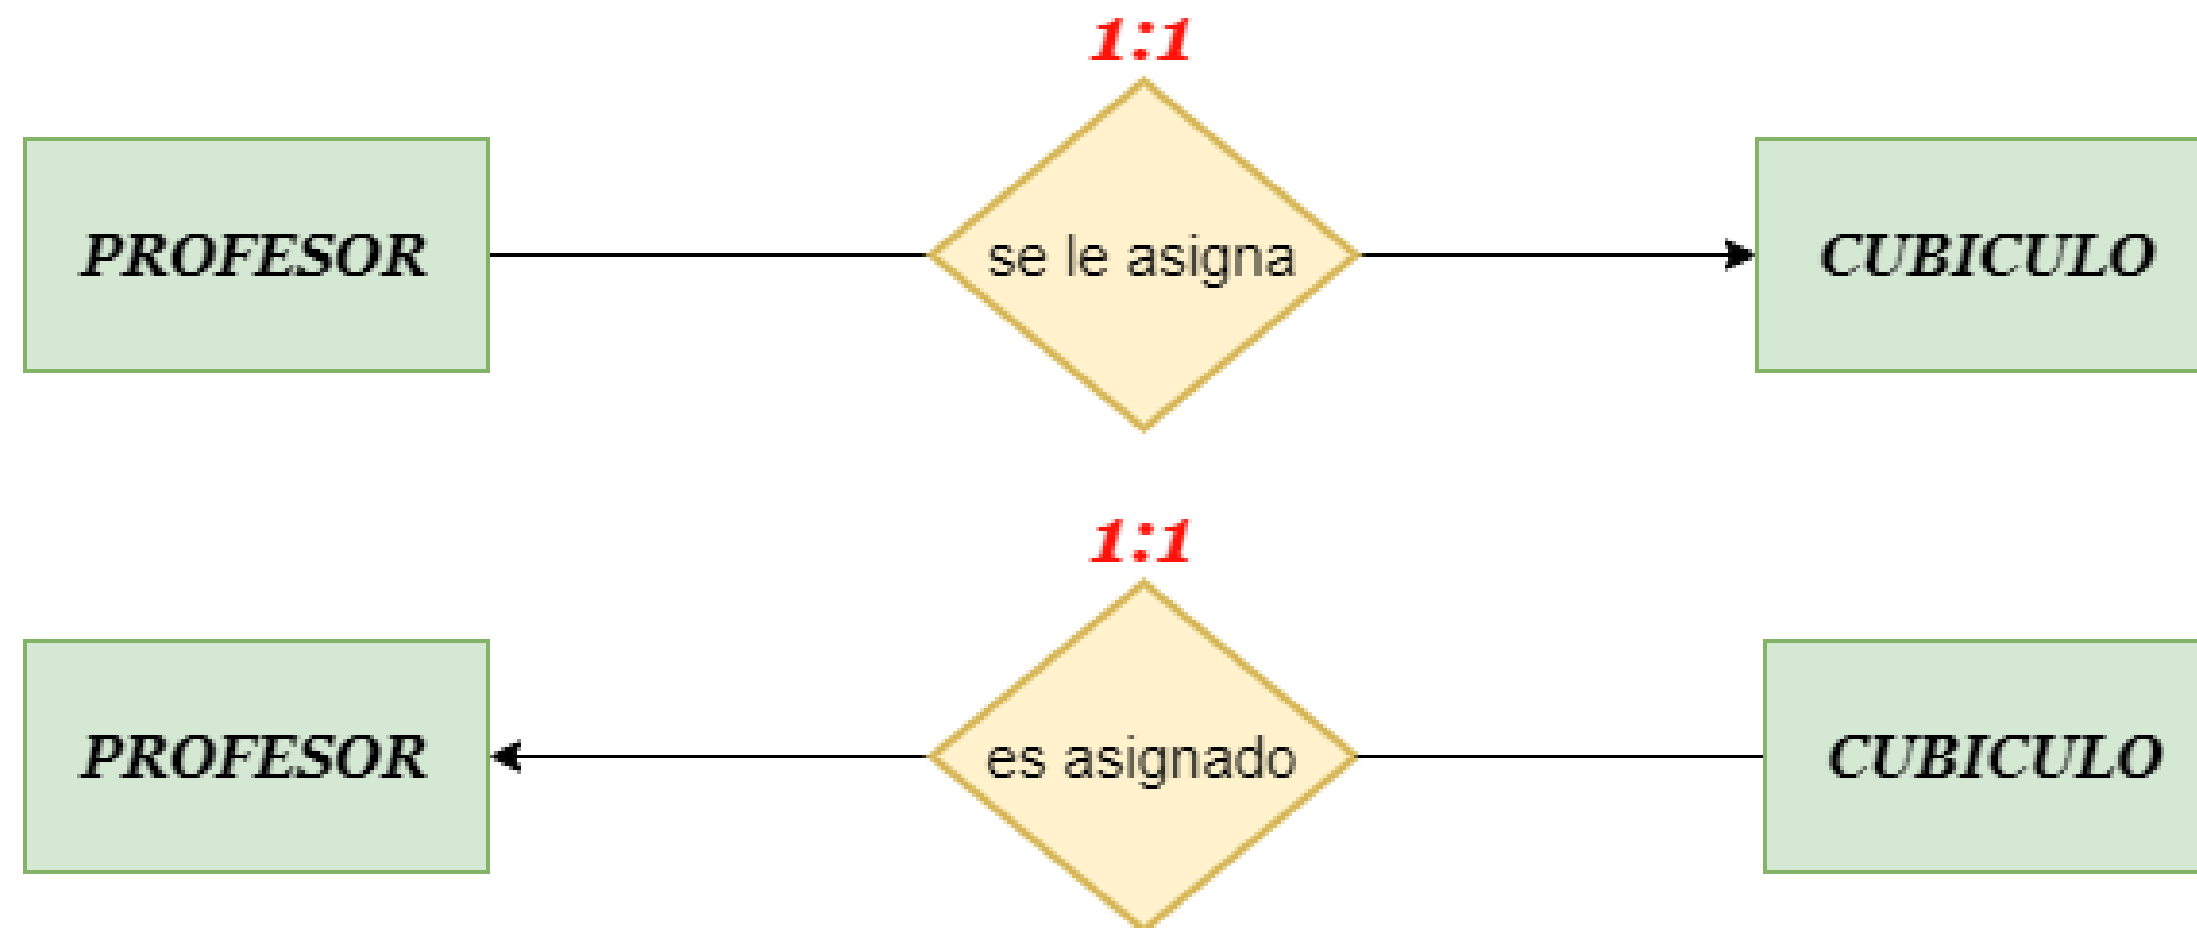 1:1
PROFESOR
se le asigna
CUBICULO
1:1
PROFESOR
es asignado
CUBICULO